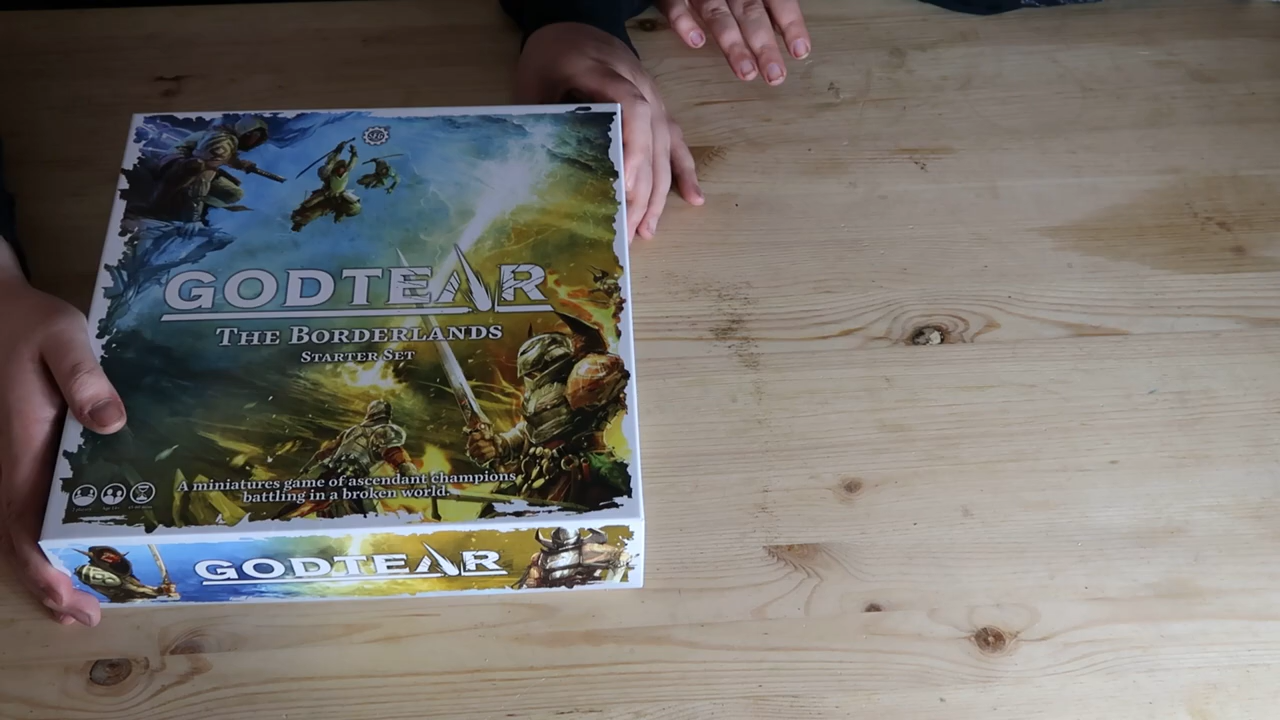 GODTEAR
THE BORDERLANDS
STARTER SET
A miniatures game of ascendant champions
battling in a broken world.
GODTEAR